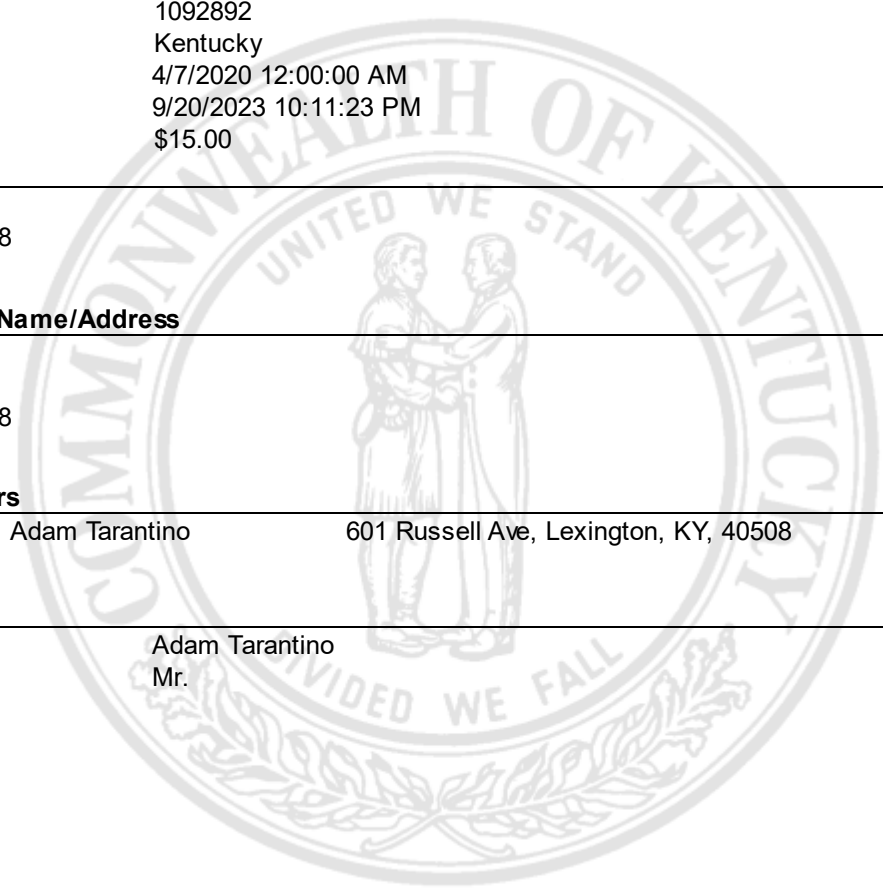 1092892
Kentucky
4/7/2020 12:00:00 AM
9/20/2023 10:11:23 PM
$15.00
COMMONWEALTH OF KENTUCKY
UNITED WE STAND
8
Name/Address
8
rs
Adam Tarantino 601 Russell Ave, Lexington, KY, 40508
Adam Tarantino
Mr.
DIVIDED WE FALL